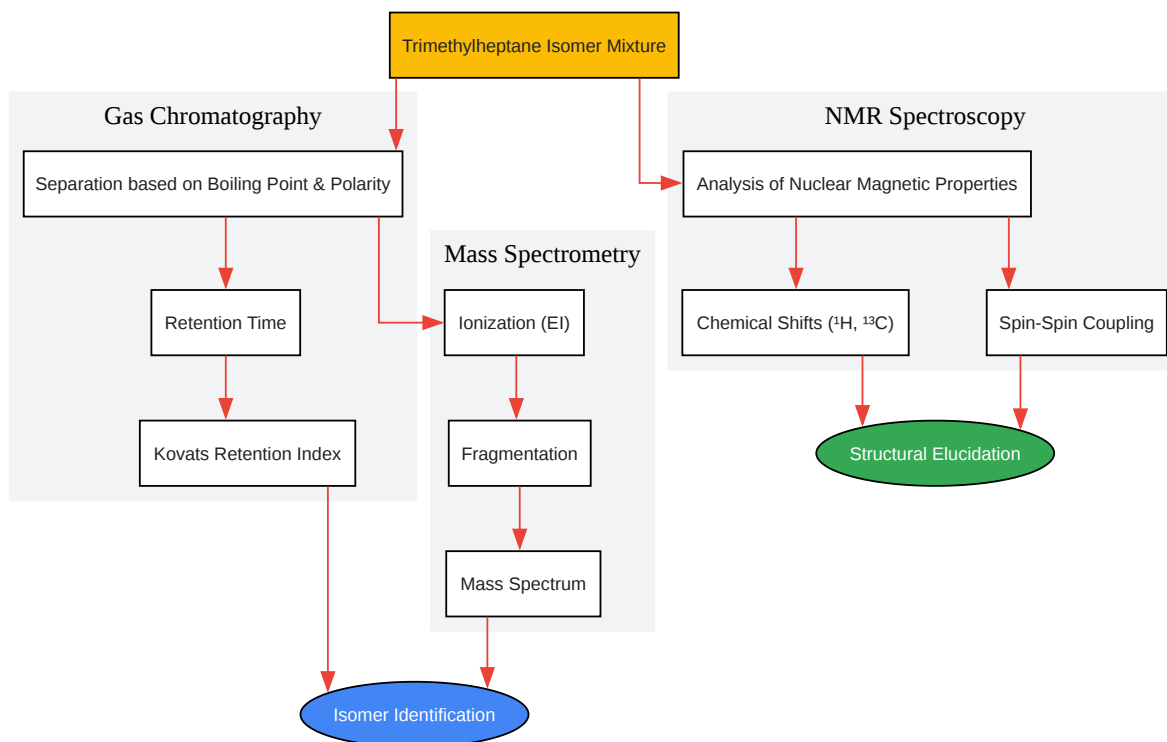 Trimethylheptane Isomer Mixture
Gas Chromatography
NMR Spectroscopy
Separation based on Boiling Point & Polarity
Analysis of Nuclear Magnetic Properties
Mass Spectrometry
Retention Time
Ionization (EI)
Chemical Shifts (¹H, ¹³C)
Spin-Spin Coupling
Kovats Retention Index
Fragmentation
Structural Elucidation
Mass Spectrum
Isomer Identification